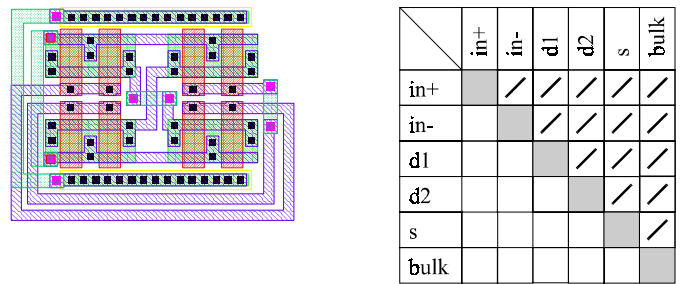 in+ in- d1 d2 s bulk
in+
in-
d1
d2
s
bulk